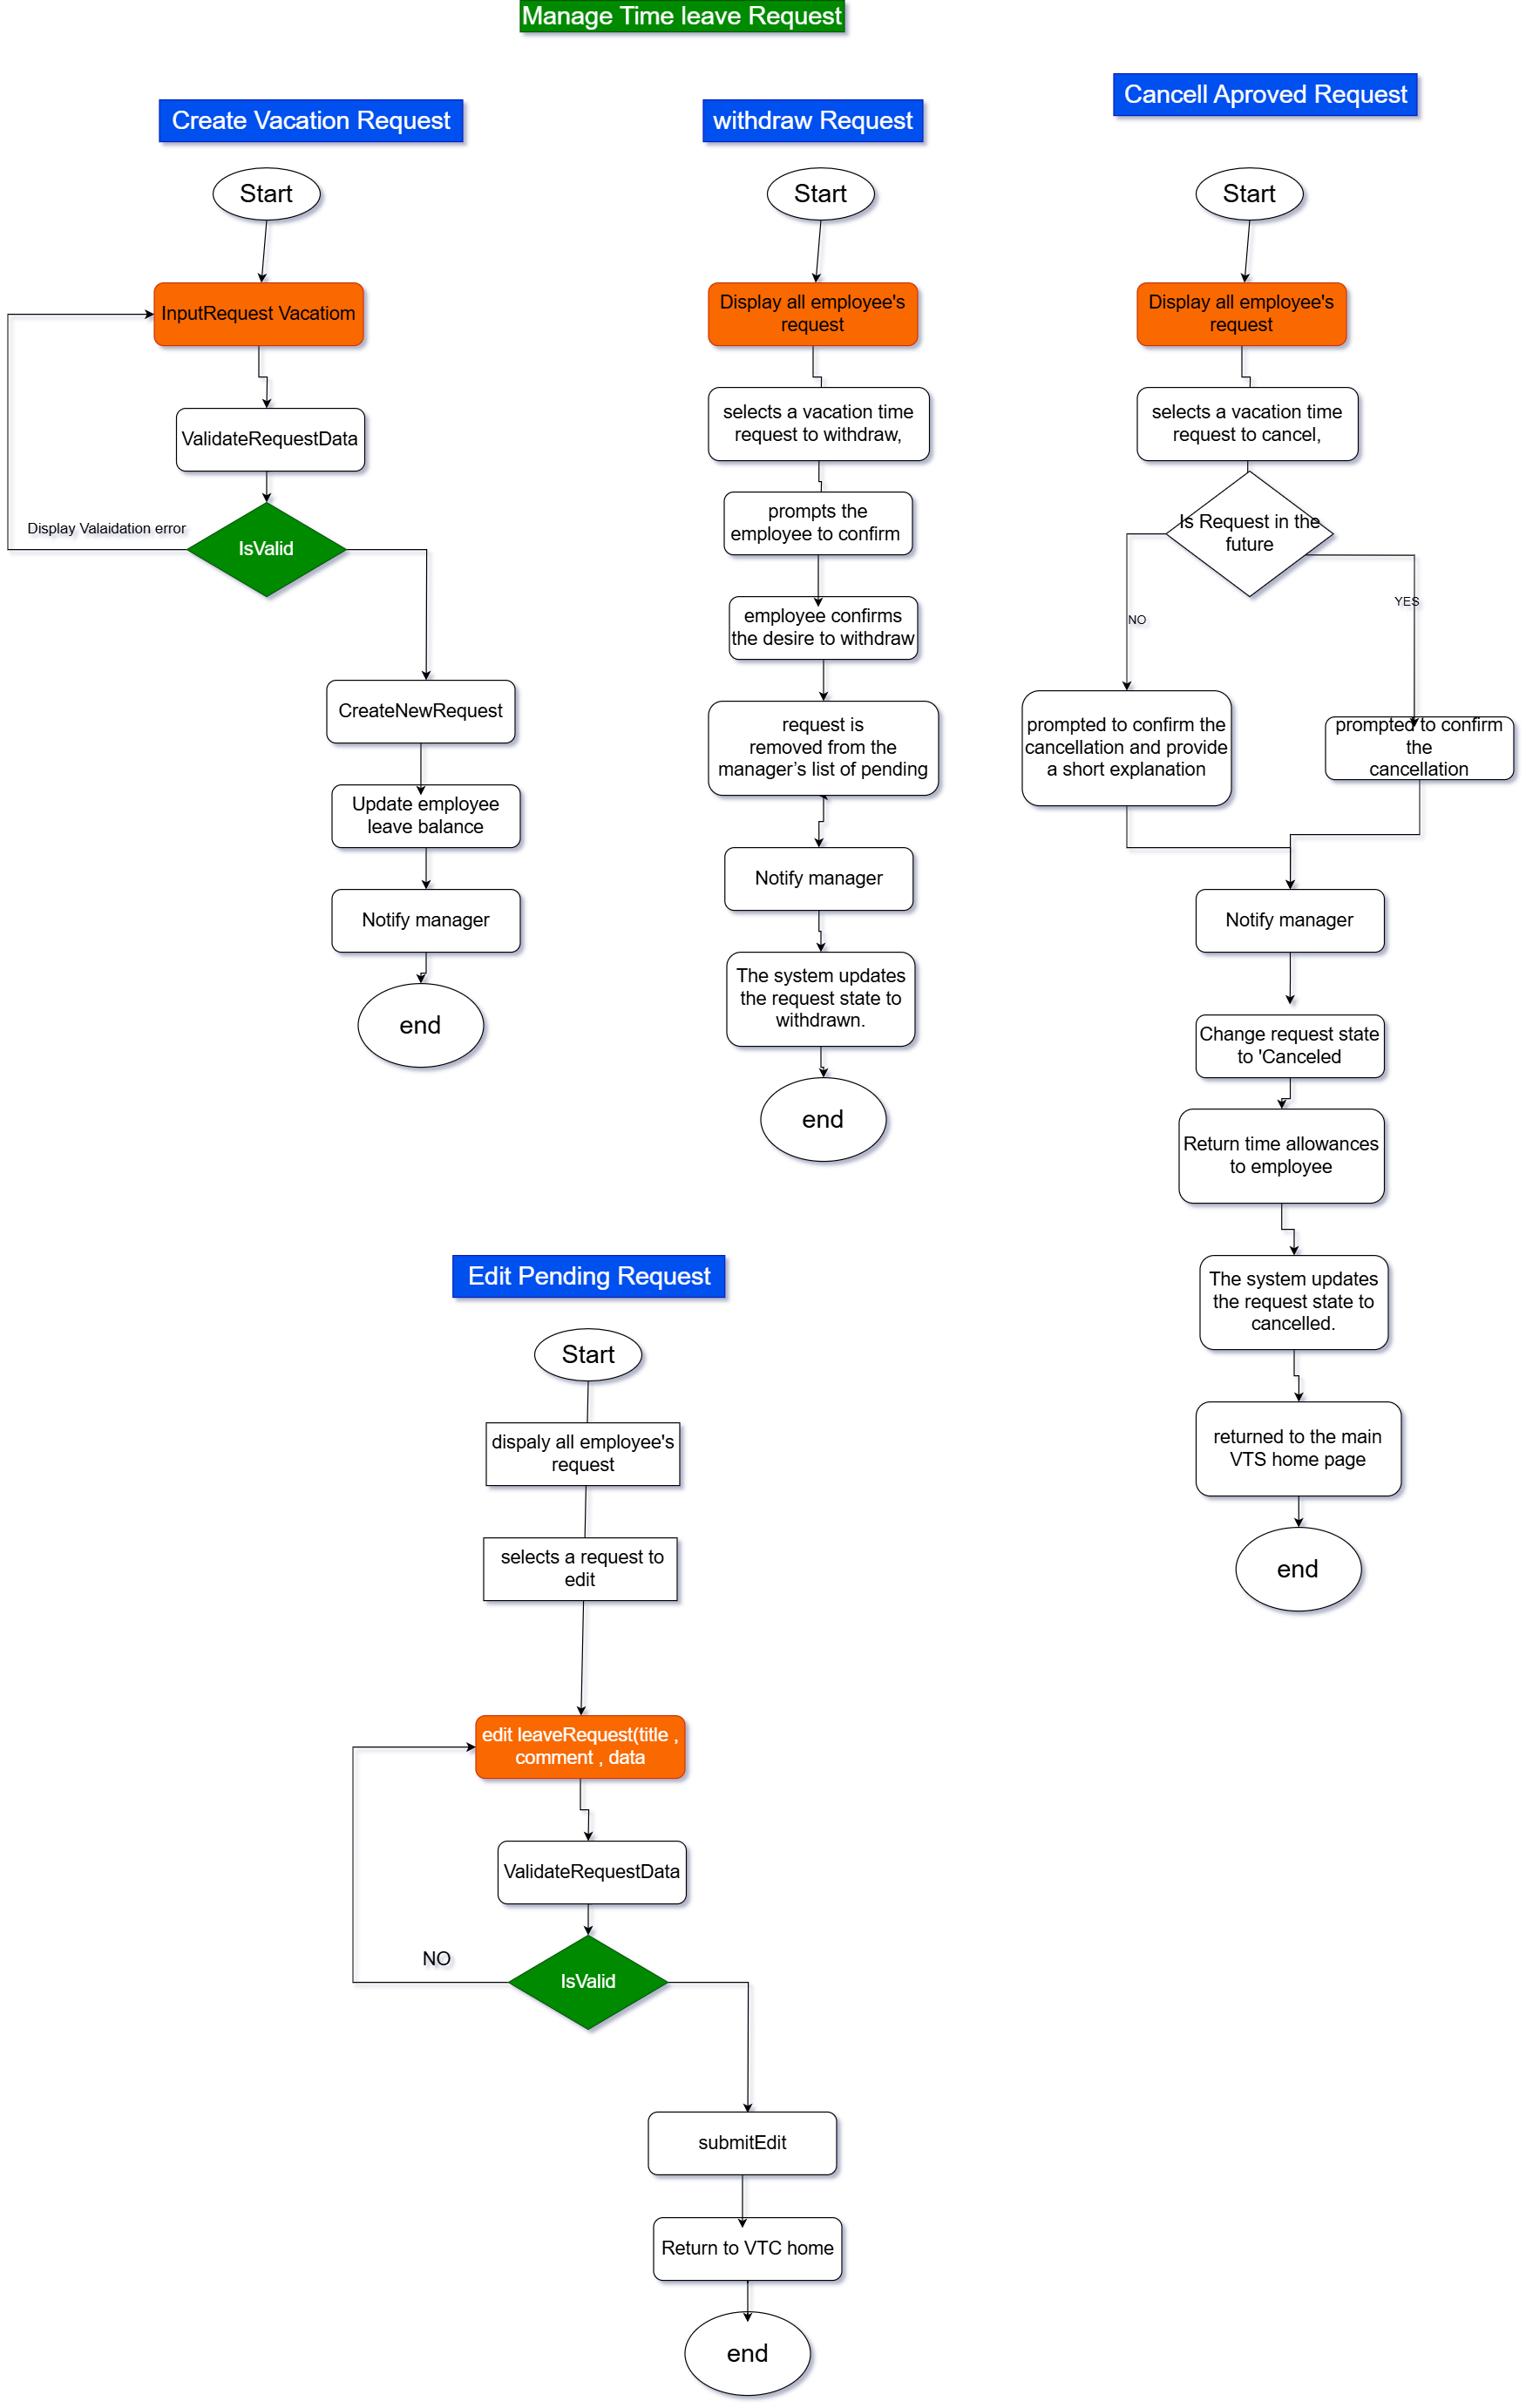 Manage Time leave Request
Create Vacation Request
Start
InputRequest Vacatiom
ValidateRequestData
Display Valaidation error
IsValid
CreateNewRequest
Update employee
leave balance
Notify manager
end
withdraw Request
Start
Display all employee's
request
selects a vacation time
request to withdraw,
prompts the
employee to confirm
employee confirms
the desire to withdraw
request is
removed from the
manager’s list of pending
Notify manager
The system updates
the request state to
withdrawn.
end
Cancell Aproved Request
Start
Display all employee's
request
selects a vacation time
request to cancel,
Is Request in the
future
NO
YES
prompted to confirm the
cancellation and provide
a short explanation
prompted to confirm
the
cancellation
Notify manager
Change request state
to 'Canceled
Return time allowances
to employee
The system updates
the request state to
cancelled.
returned to the main
VTS home page
end
Edit Pending Request
Start
dispaly all employee's
request
selects a request to
edit
edit leaveRequest(title ,
comment , data
ValidateRequestData
NO
IsValid
submitEdit
Return to VTC home
end